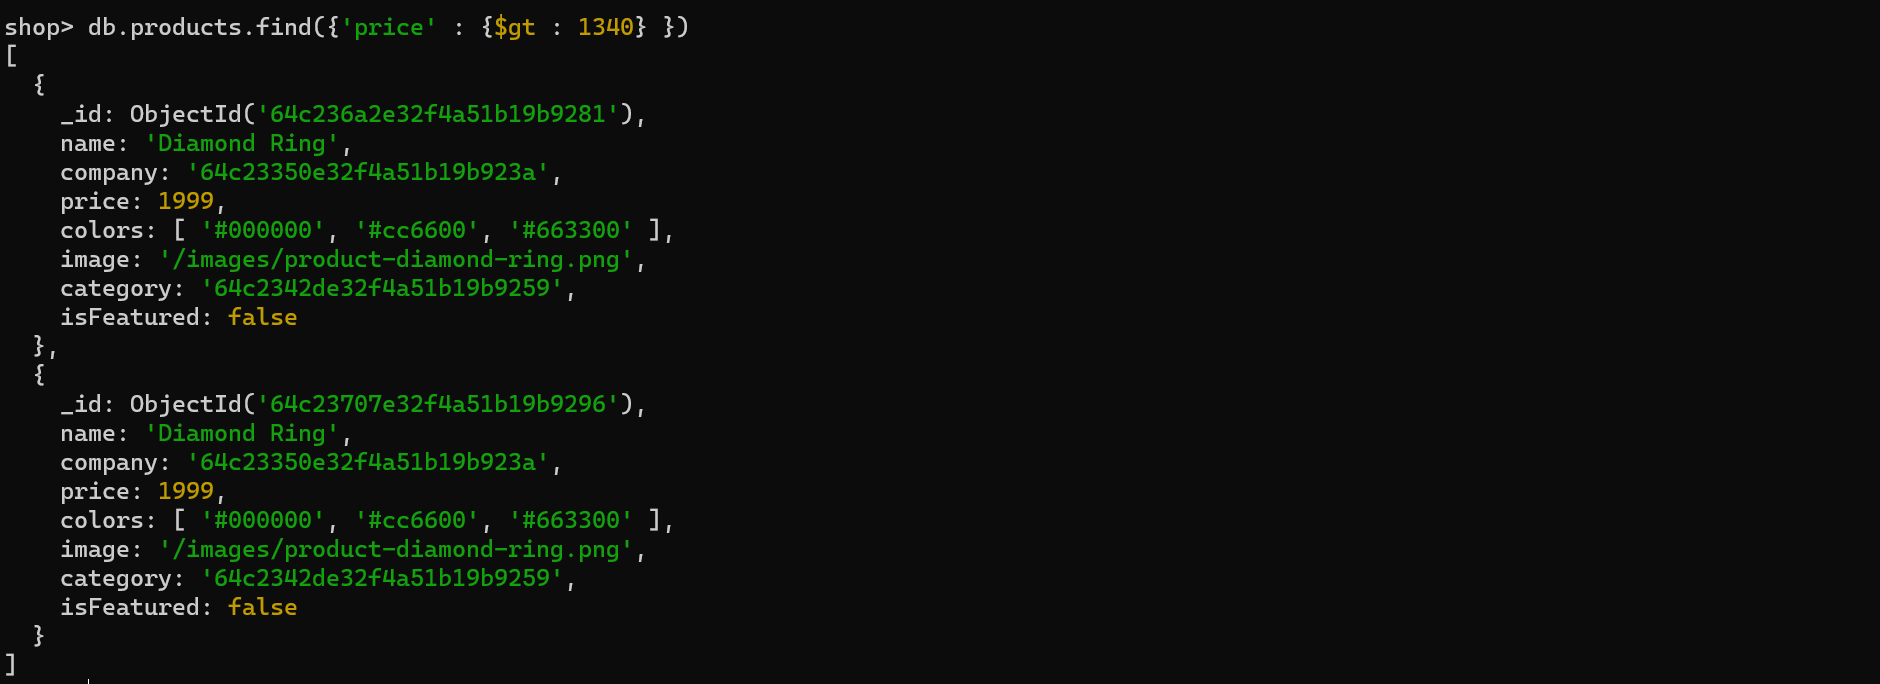 shop> db.products.find({'price' : {$gt : 1340} })
[
  {
    _id: ObjectId('64c236a2e32f4a51b19b9281'),
    name: 'Diamond Ring',
    company: '64c23350e32f4a51b19b923a',
    price: 1999,
    colors: [ '#000000', '#cc6600', '#663300' ],
    image: '/images/product-diamond-ring.png',
    category: '64c2342de32f4a51b19b9259',
    isFeatured: false
  },
  {
    _id: ObjectId('64c23707e32f4a51b19b9296'),
    name: 'Diamond Ring',
    company: '64c23350e32f4a51b19b923a',
    price: 1999,
    colors: [ '#000000', '#cc6600', '#663300' ],
    image: '/images/product-diamond-ring.png',
    category: '64c2342de32f4a51b19b9259',
    isFeatured: false
  }
]